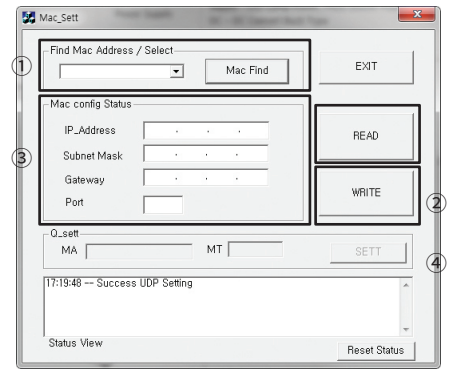 Mac_Sett
Find Mac Address / Select
① Mac Find EXIT
Mac config Status
IP_Address READ
③ Subnet Mask
Gateway WRITE
②
Port
Q_sett
MA MT SETT
④
17:19:48 -- Success UDP Setting
Status View Reset Status